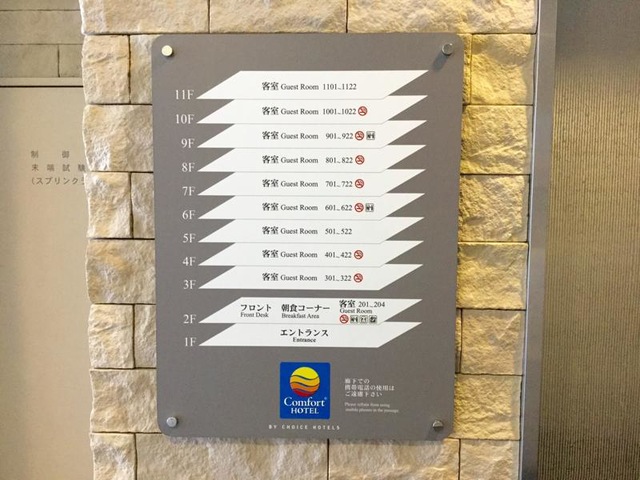 制 御
末 端 試 験
(スプリンク
11F 客室 Guest Room 1101~1122
10F 客室 Guest Room 1001~1022
9F 客室 Guest Room 901~922
8F 客室 Guest Room 801~822
7F 客室 Guest Room 701~722
6F 客室 Guest Room 601~622
5F 客室 Guest Room 501~522
4F 客室 Guest Room 401~422
3F 客室 Guest Room 301~322
2F フロント 朝食コーナー 客室 201~204
Front Desk Breakfast Area Guest Room
1F エントランス
Entrance
Comfort
HOTEL
BY CHOICE HOTELS
廊下での
携帯電話の使用は
ご遠慮下さい
Please refrain from using
mobile phones in the passage.